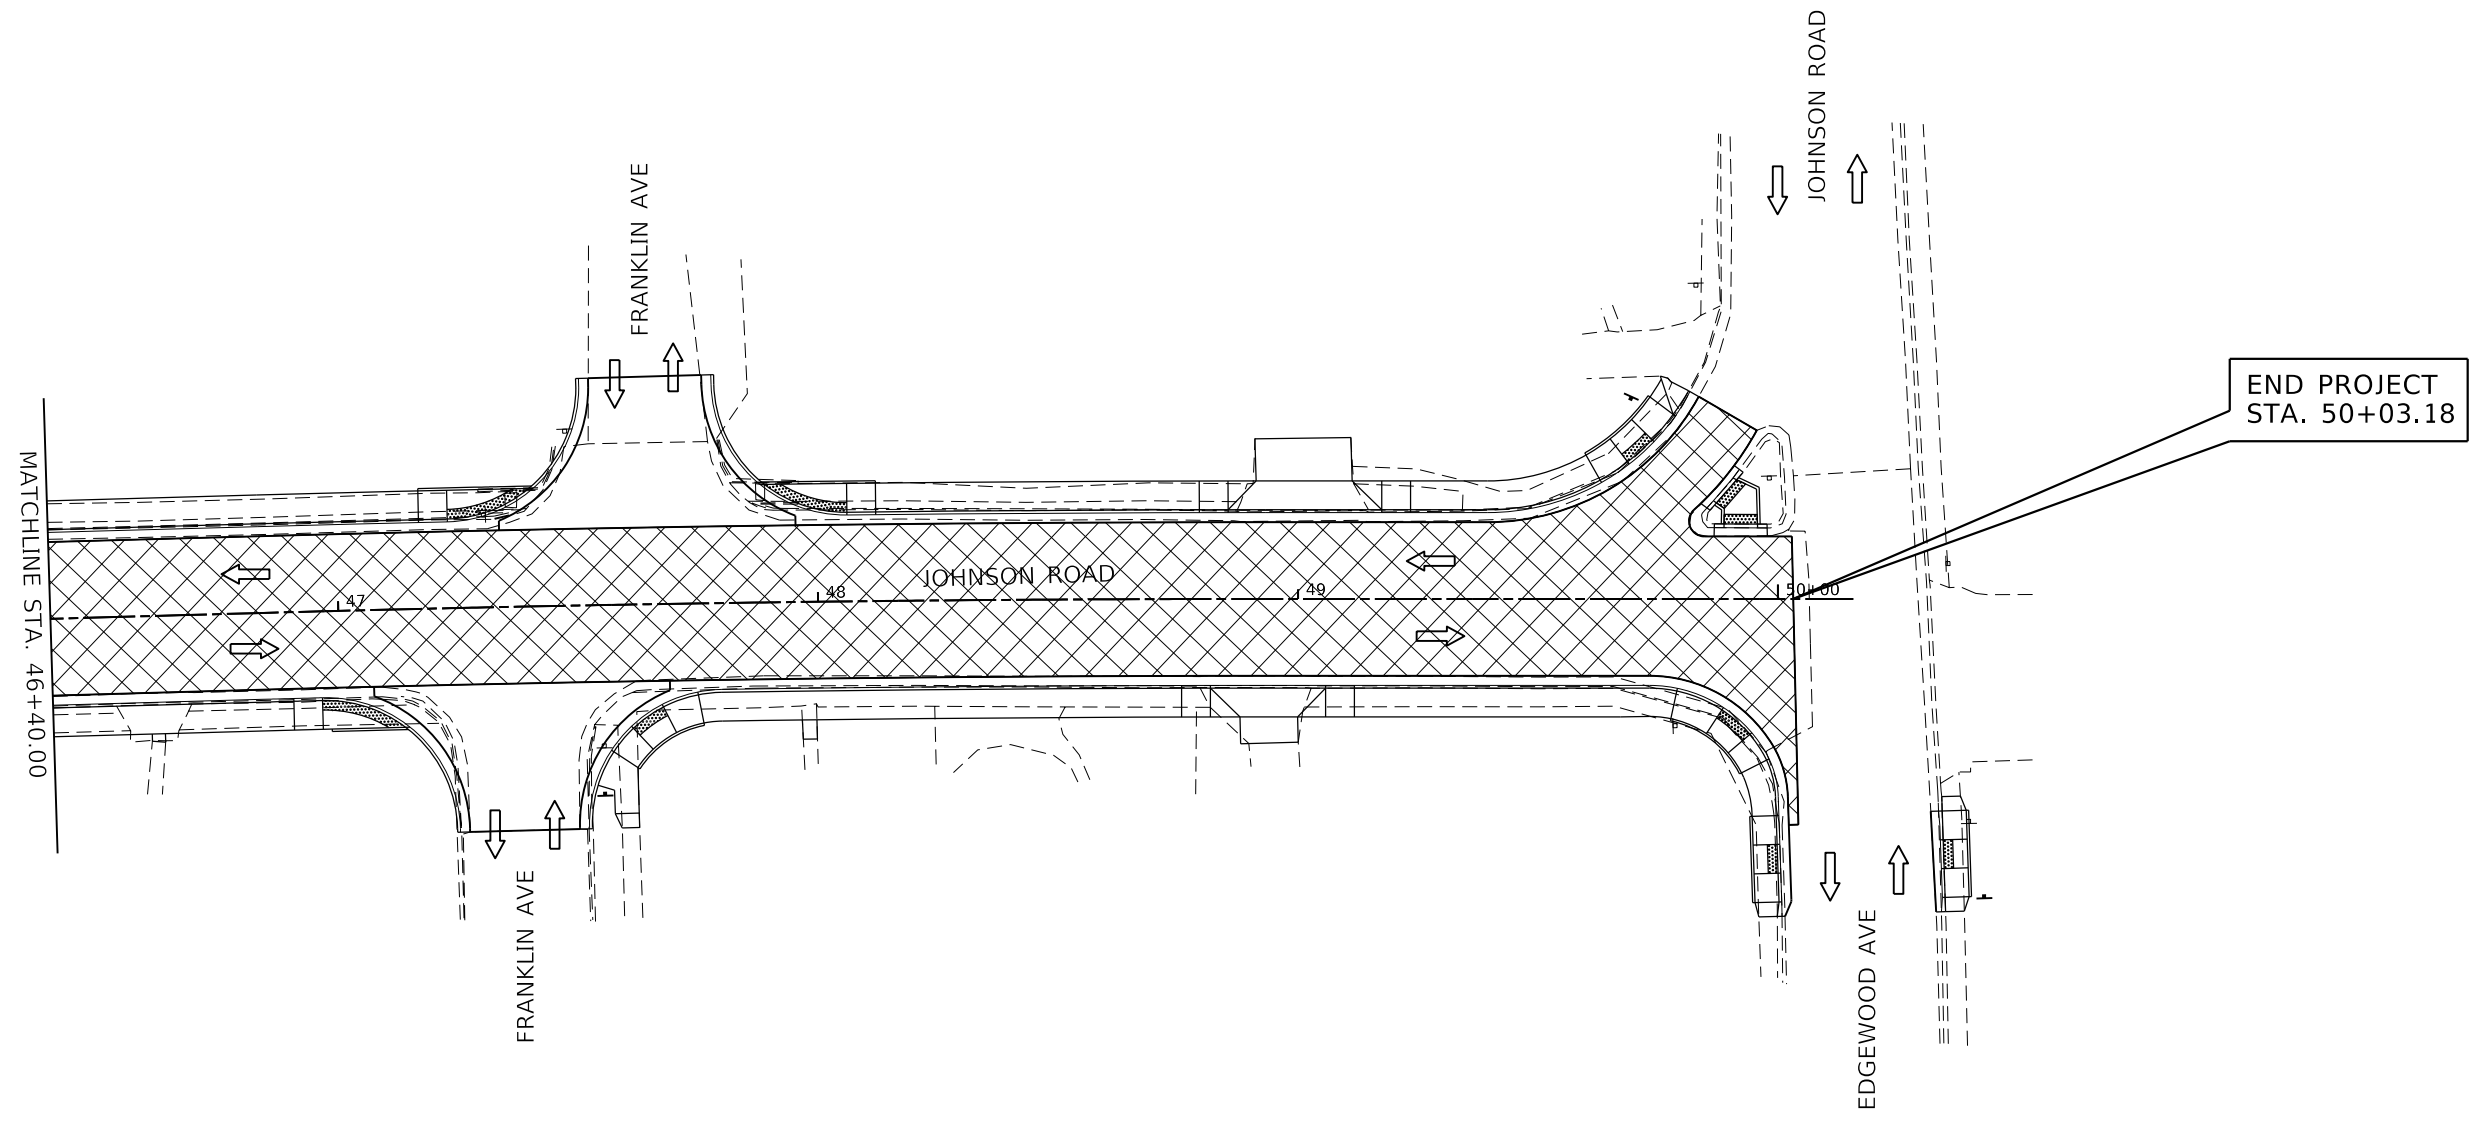 JOHNSON ROAD
FRANKLIN AVE
END PROJECT
STA. 50+03.18
MATCHLINE STA. 46+40.00
JOHNSON ROAD
47
48
49
50+00
FRANKLIN AVE
EDGEWOOD AVE